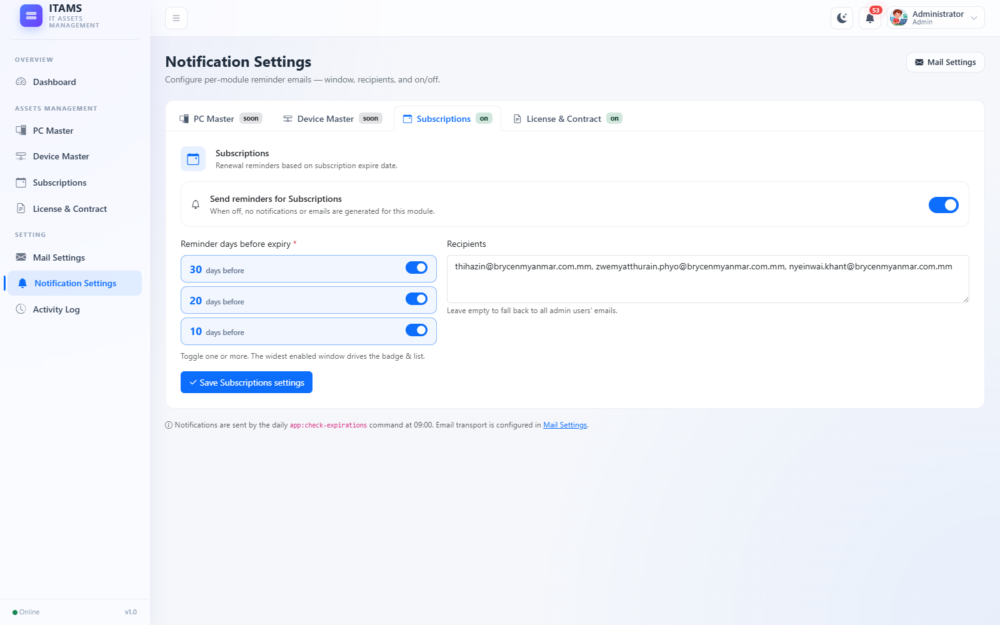 ITAMS
IT ASSETS
MANAGEMENT
OVERVIEW
Dashboard
ASSETS MANAGEMENT
PC Master
Device Master
Subscriptions
License & Contract
SETTING
Mail Settings
Notification Settings
Activity Log
Online
v1.0
53
Administrator
Admin
Notification Settings
Configure per-module reminder emails — window, recipients, and on/off.
Mail Settings
PC Master soon
Device Master soon
Subscriptions on
License & Contract on
Subscriptions
Renewal reminders based on subscription expire date.
Send reminders for Subscriptions
When off, no notifications or emails are generated for this module.
Reminder days before expiry *
30 days before
20 days before
10 days before
Toggle one or more. The widest enabled window drives the badge & list.
Recipients
thihazin@brycenmyanmar.com.mm, zwemyatthurain.phyo@brycenmyanmar.com.mm, nyeinwai.khant@brycenmyanmar.com.mm
Leave empty to fall back to all admin users' emails.
Save Subscriptions settings
Notifications are sent by the daily app:check-expirations command at 09:00. Email transport is configured in Mail Settings.